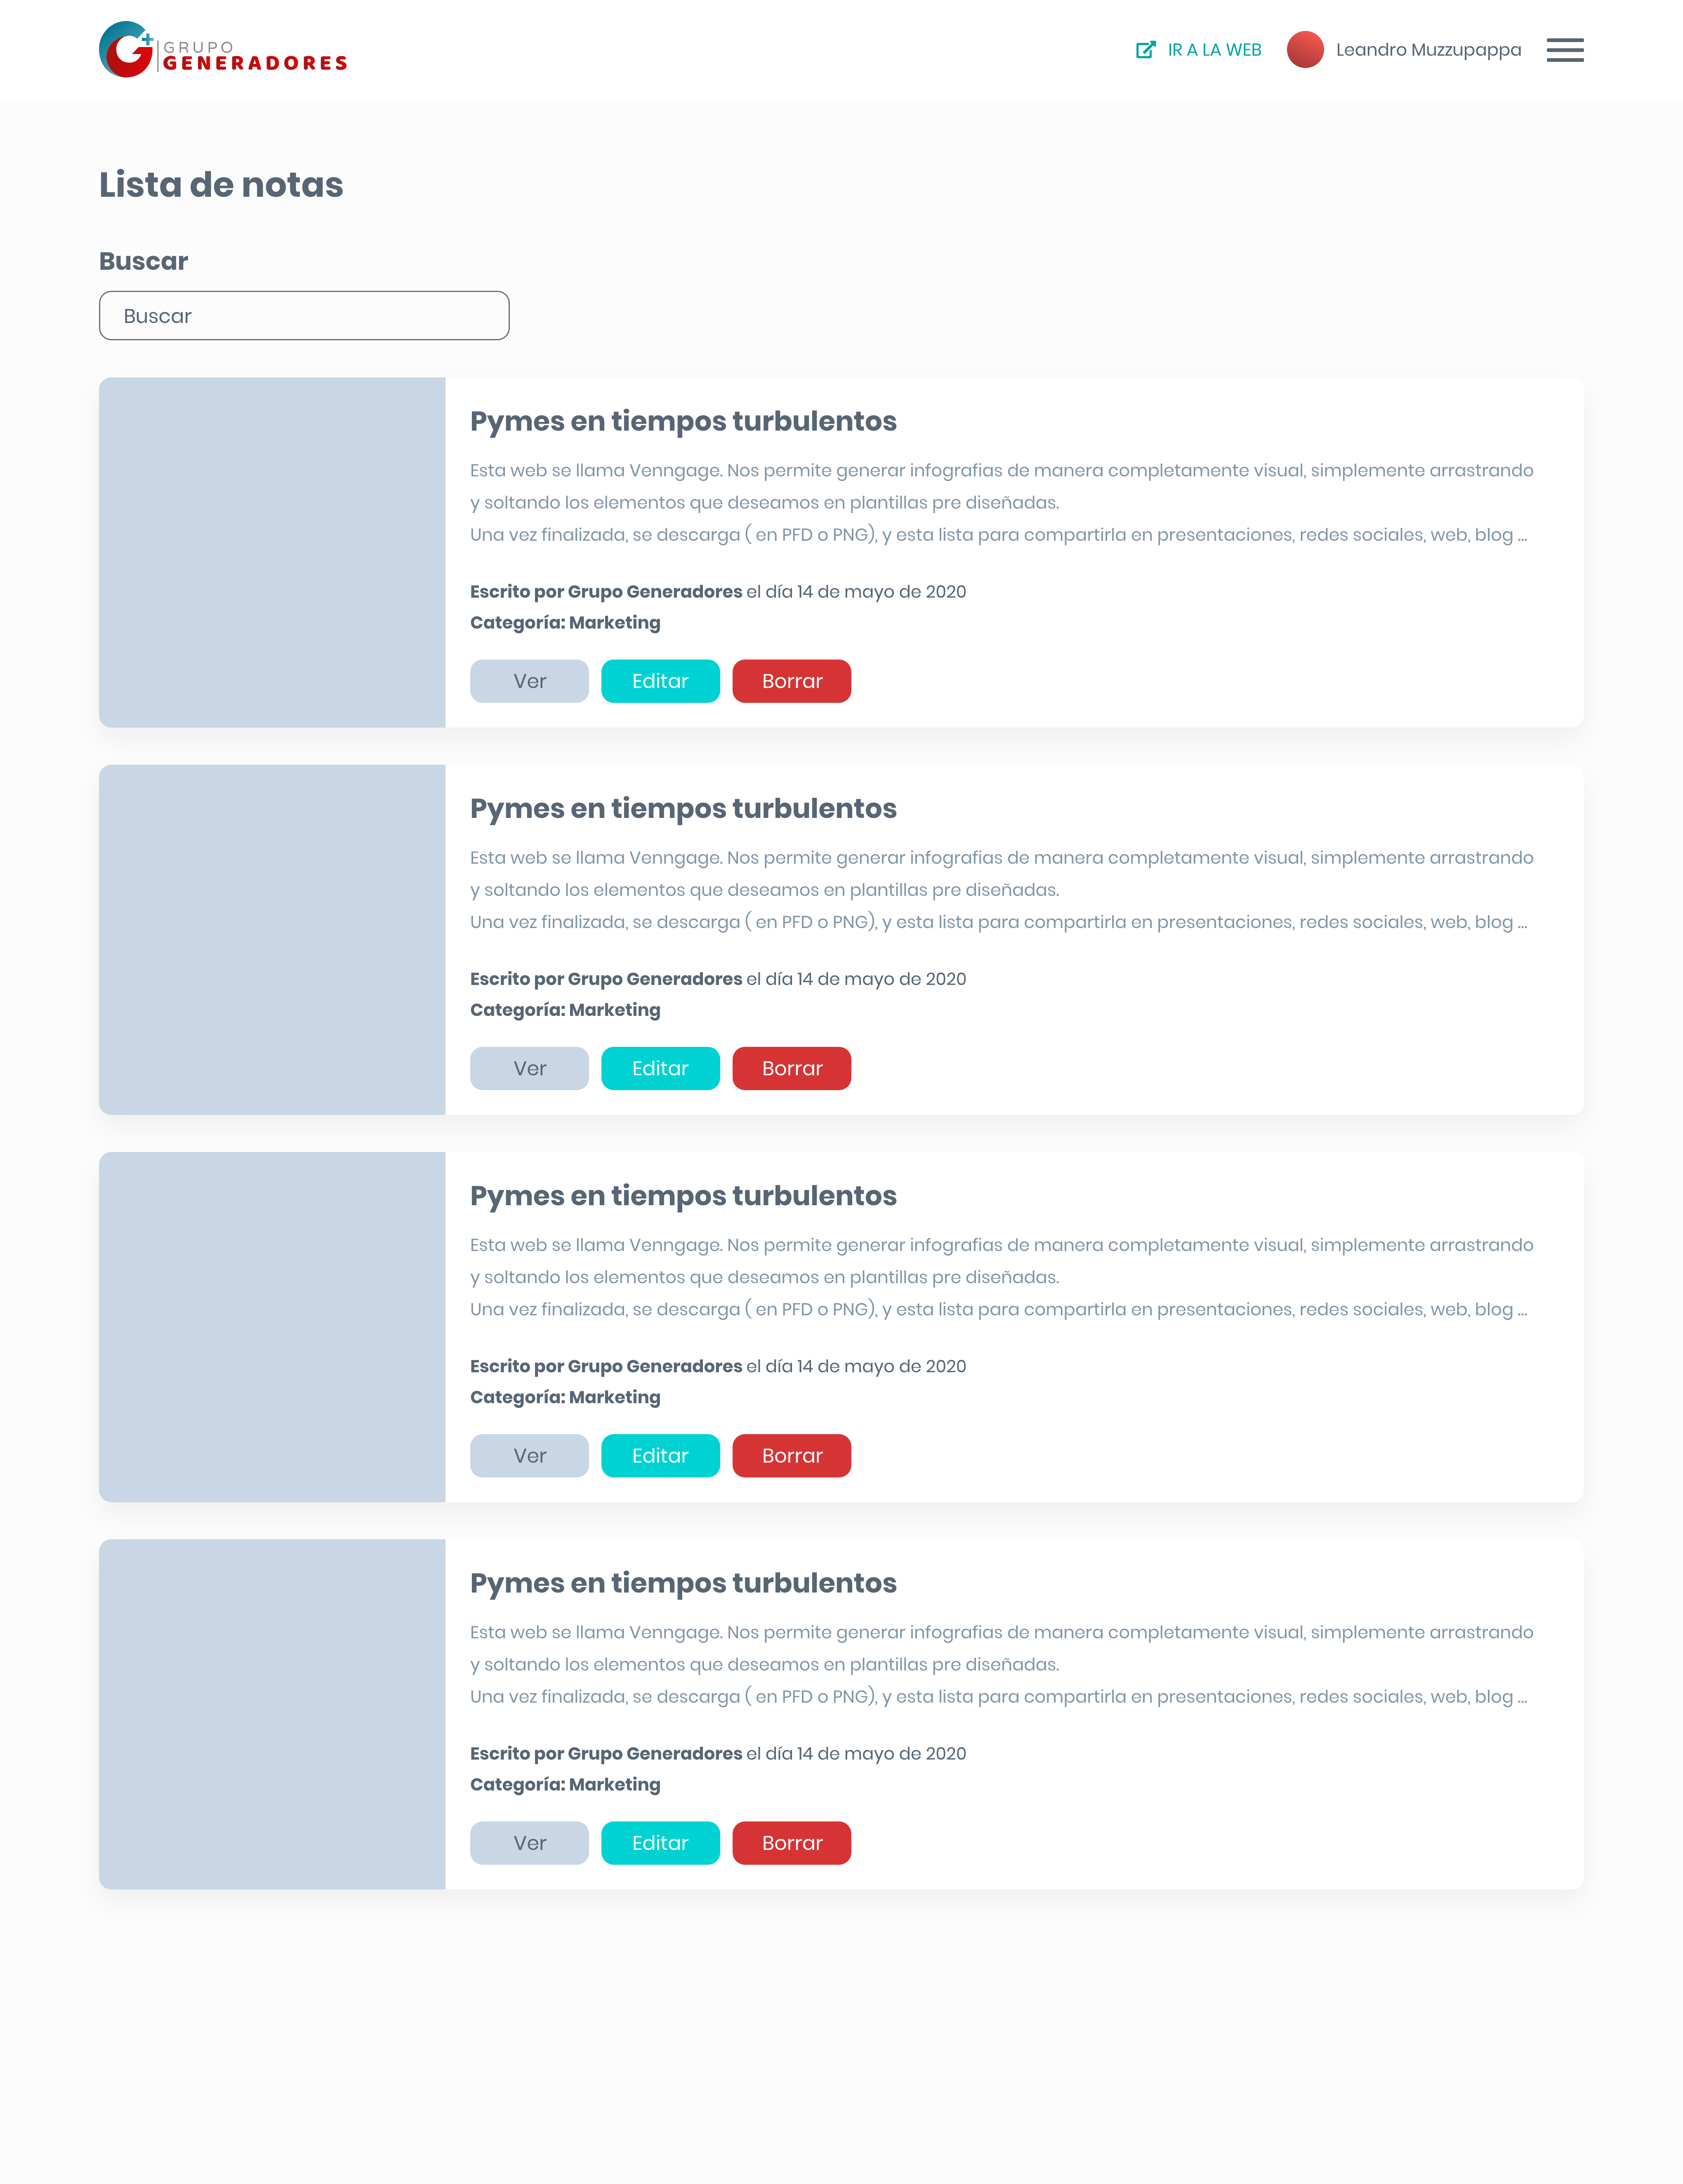 GRUPO
GENERADORES
IR A LA WEB
Leandro Muzzupappa
Lista de notas
Buscar
Buscar
Pymes en tiempos turbulentos
Esta web se llama Venngage. Nos permite generar infografias de manera completamente visual, simplemente arrastrando
y soltando los elementos que deseamos en plantillas pre diseñadas.
Una vez finalizada, se descarga ( en PFD o PNG), y esta lista para compartirla en presentaciones, redes sociales, web, blog ...
Escrito por Grupo Generadores el día 14 de mayo de 2020
Categoría: Marketing
Ver Editar Borrar
Pymes en tiempos turbulentos
Esta web se llama Venngage. Nos permite generar infografias de manera completamente visual, simplemente arrastrando
y soltando los elementos que deseamos en plantillas pre diseñadas.
Una vez finalizada, se descarga ( en PFD o PNG), y esta lista para compartirla en presentaciones, redes sociales, web, blog ...
Escrito por Grupo Generadores el día 14 de mayo de 2020
Categoría: Marketing
Ver Editar Borrar
Pymes en tiempos turbulentos
Esta web se llama Venngage. Nos permite generar infografias de manera completamente visual, simplemente arrastrando
y soltando los elementos que deseamos en plantillas pre diseñadas.
Una vez finalizada, se descarga ( en PFD o PNG), y esta lista para compartirla en presentaciones, redes sociales, web, blog ...
Escrito por Grupo Generadores el día 14 de mayo de 2020
Categoría: Marketing
Ver Editar Borrar
Pymes en tiempos turbulentos
Esta web se llama Venngage. Nos permite generar infografias de manera completamente visual, simplemente arrastrando
y soltando los elementos que deseamos en plantillas pre diseñadas.
Una vez finalizada, se descarga ( en PFD o PNG), y esta lista para compartirla en presentaciones, redes sociales, web, blog ...
Escrito por Grupo Generadores el día 14 de mayo de 2020
Categoría: Marketing
Ver Editar Borrar